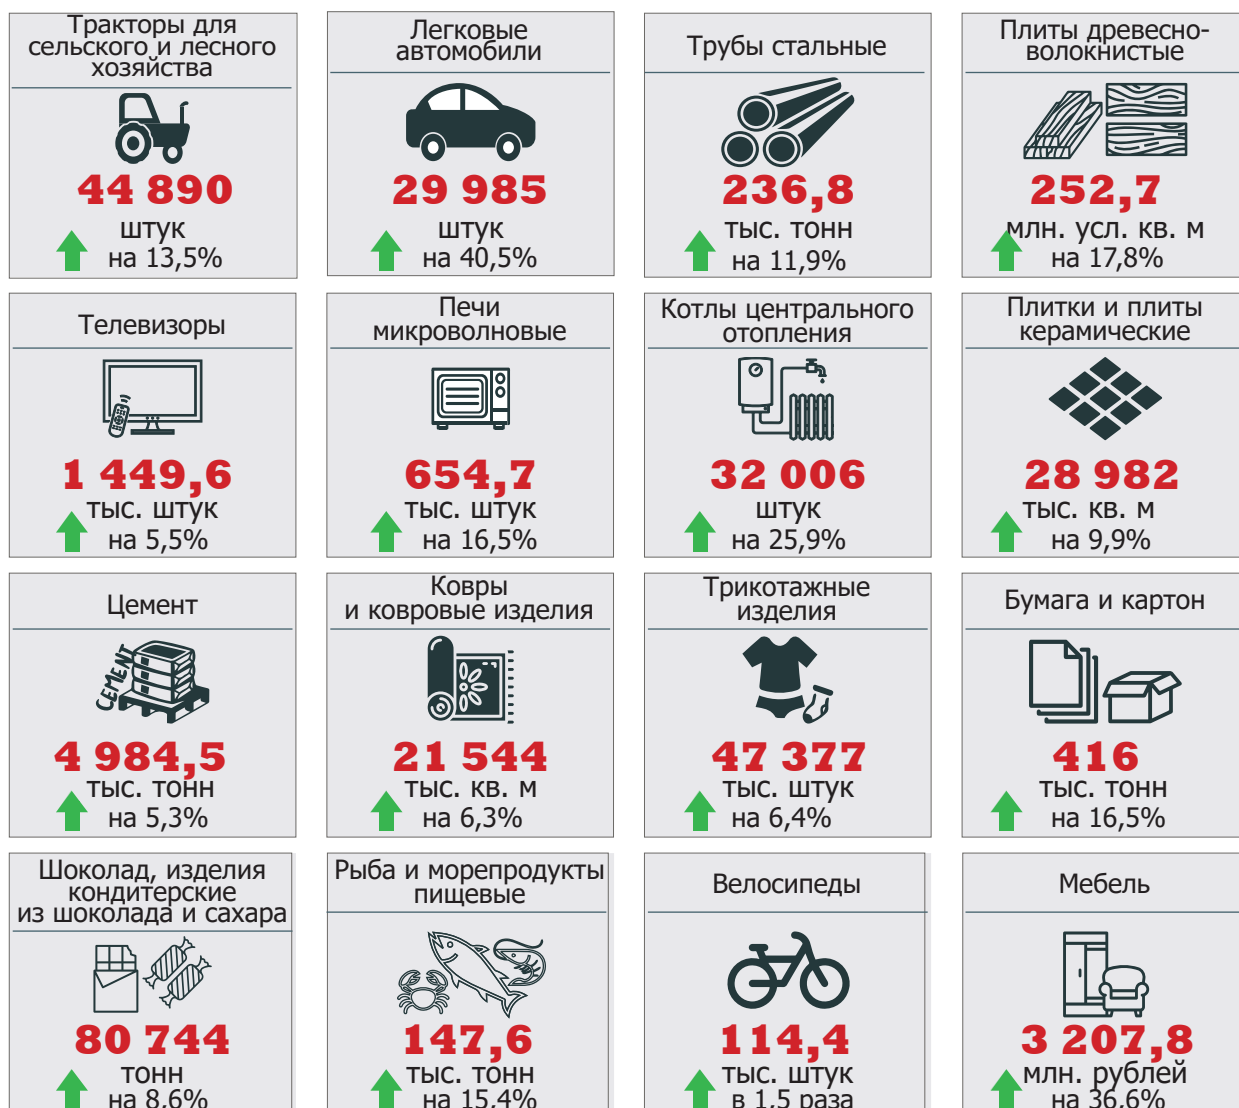 Тракторы для
сельского и лесного
хозяйства
44 890
штук
на 13,5%
Легковые
автомобили
29 985
штук
на 40,5%
Трубы стальные
236,8
тыс. тонн
на 11,9%
Плиты древесно-
волокнистые
252,7
млн. усл. кв. м
на 17,8%
Телевизоры
1 449,6
тыс. штук
на 5,5%
Печи
микроволновые
654,7
тыс. штук
на 16,5%
Котлы центрального
отопления
32 006
штук
на 25,9%
Плитки и плиты
керамические
28 982
тыс. кв. м
на 9,9%
Цемент
CEMENT
4 984,5
тыс. тонн
на 5,3%
Ковры
и ковровые изделия
21 544
тыс. кв. м
на 6,3%
Трикотажные
изделия
47 377
тыс. штук
на 6,4%
Бумага и картон
416
тыс. тонн
на 16,5%
Шоколад, изделия
кондитерские
из шоколада и сахара
80 744
тонн
на 8,6%
Рыба и морепродукты
пищевые
147,6
тыс. тонн
на 15,4%
Велосипеды
114,4
тыс. штук
в 1,5 раза
Мебель
3 207,8
млн. рублей
на 36,6%